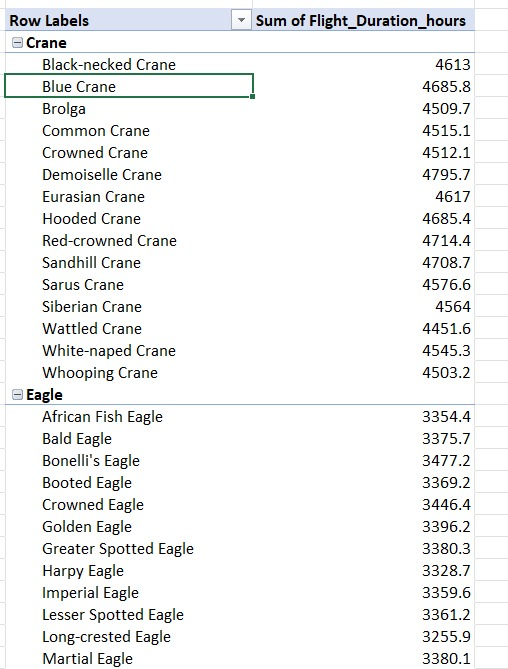 Row Labels Sum of Flight_Duration_hours
Crane
Black-necked Crane 4613
Blue Crane 4685.8
Brolga 4509.7
Common Crane 4515.1
Crowned Crane 4512.1
Demoiselle Crane 4795.7
Eurasian Crane 4617
Hooded Crane 4685.4
Red-crowned Crane 4714.4
Sandhill Crane 4708.7
Sarus Crane 4576.6
Siberian Crane 4564
Wattled Crane 4451.6
White-naped Crane 4545.3
Whooping Crane 4503.2
Eagle
African Fish Eagle 3354.4
Bald Eagle 3375.7
Bonelli's Eagle 3477.2
Booted Eagle 3369.2
Crowned Eagle 3446.4
Golden Eagle 3396.2
Greater Spotted Eagle 3380.3
Harpy Eagle 3328.7
Imperial Eagle 3359.6
Lesser Spotted Eagle 3361.2
Long-crested Eagle 3255.9
Martial Eagle 3380.1